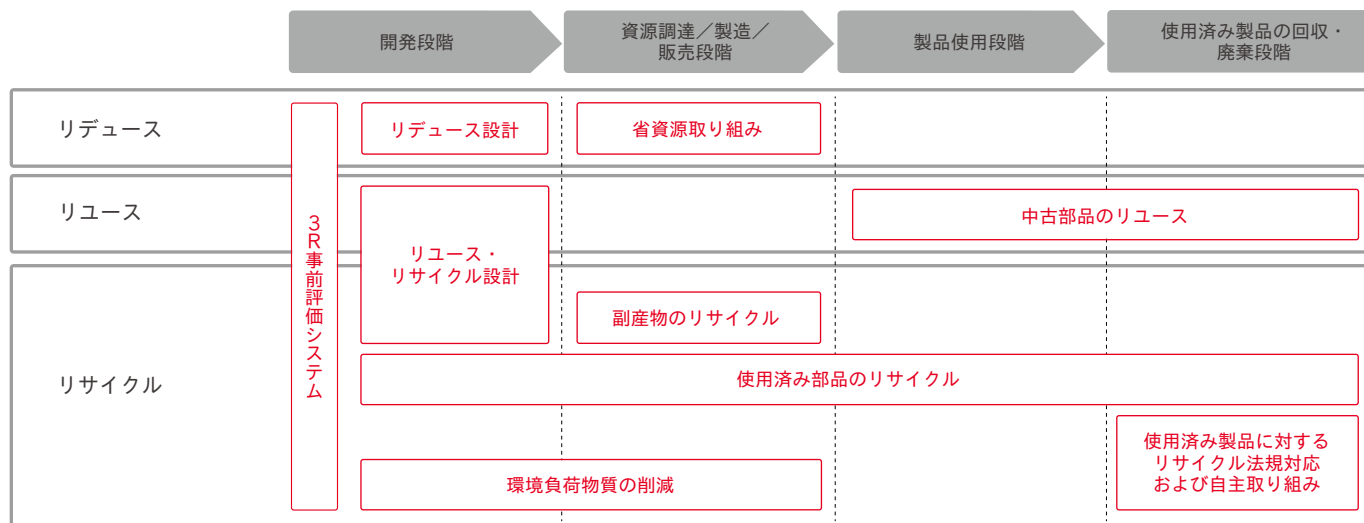 開発段階
資源調達／製造／
販売段階
製品使用段階
使用済み製品の回収・
廃棄段階
リデュース
3R事前評価システム
リデュース設計
省資源取り組み
リユース
リユース・
リサイクル設計
中古部品のリユース
リサイクル
副産物のリサイクル
使用済み部品のリサイクル
環境負荷物質の削減
使用済み製品に対する
リサイクル法規対応
および自主取り組み